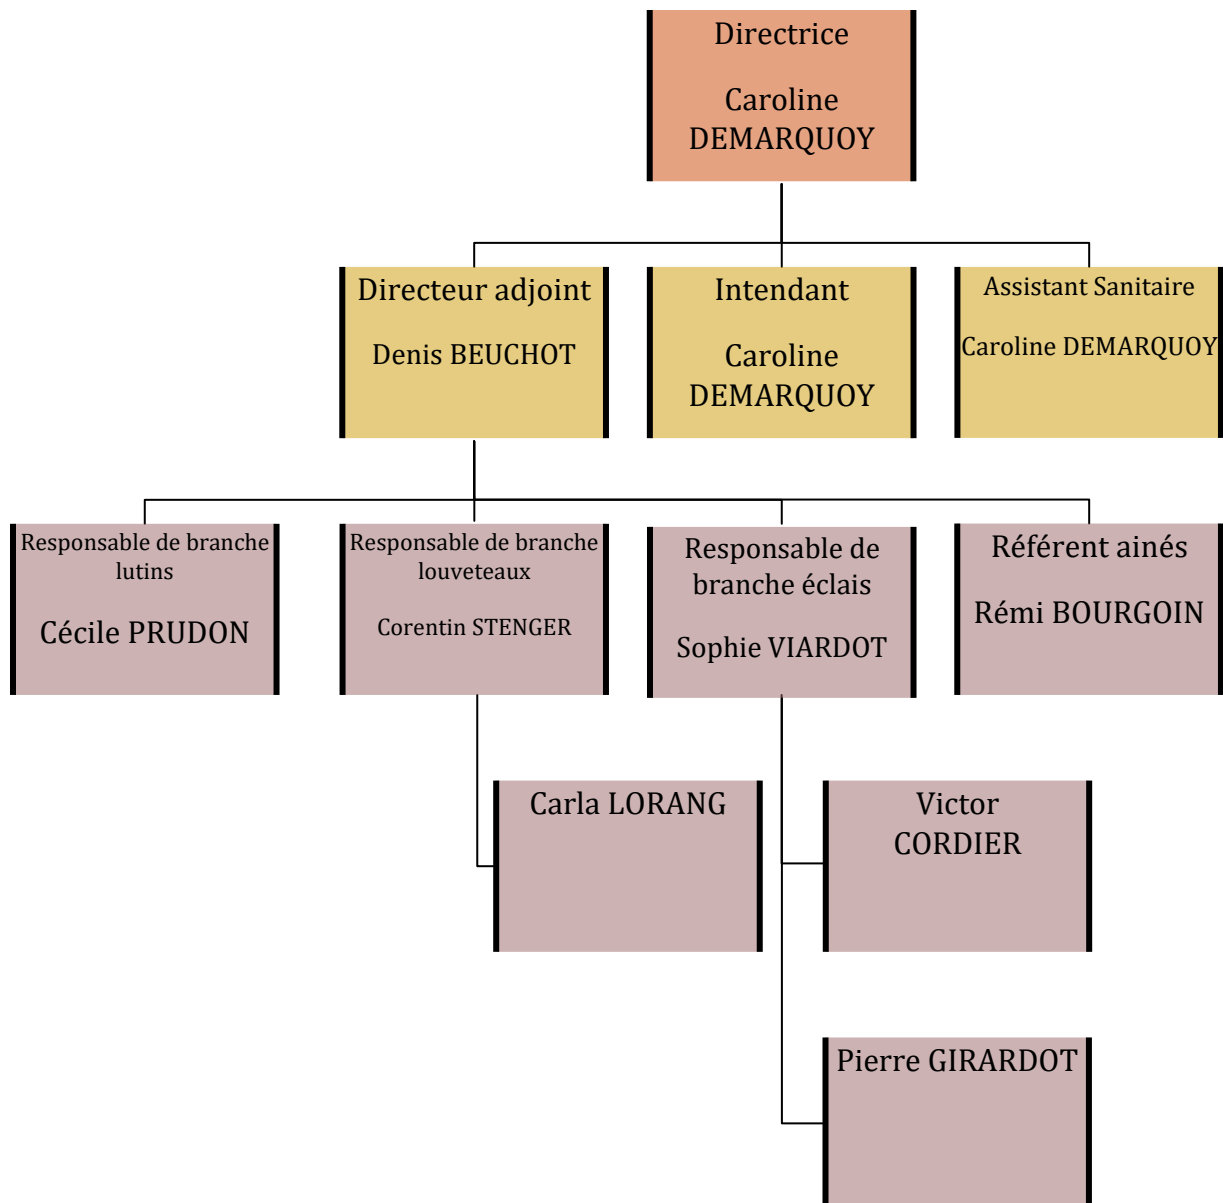 Directrice
Caroline
DEMARQUOY
Directeur adjoint
Denis BEUCHOT
Intendant
Caroline
DEMARQUOY
Assistant Sanitaire
Caroline DEMARQUOY
Responsable de branche
lutins
Cécile PRUDON
Responsable de branche
louveteaux
Corentin STENGER
Responsable de
branche éclais
Sophie VIARDOT
Référent ainés
Rémi BOURGOIN
Carla LORANG
Victor
CORDIER
Pierre GIRARDOT